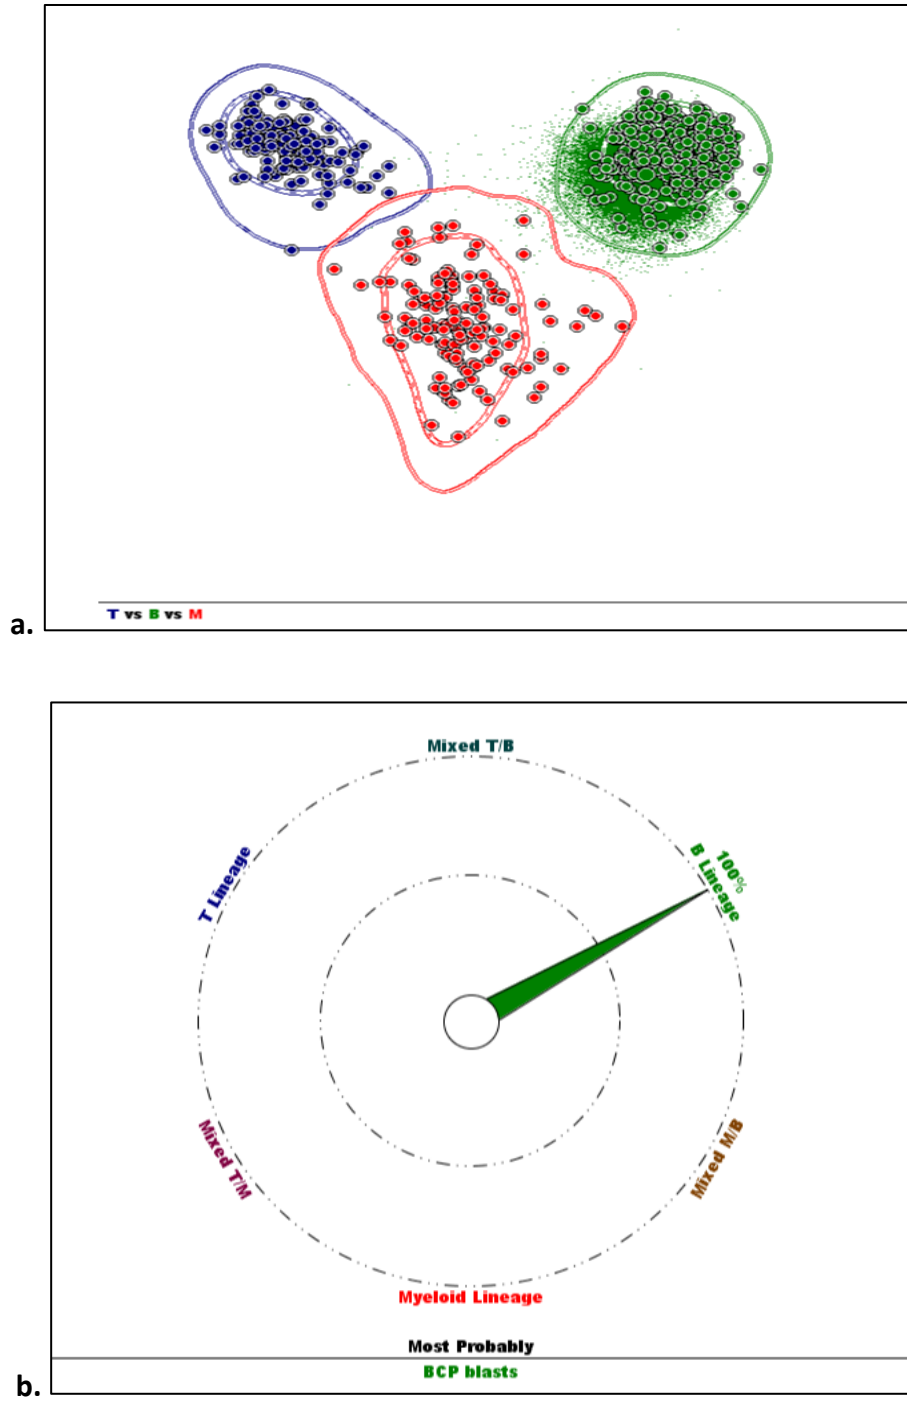 a.
T vs B vs M
Mixed T/B
T Lineage
100%
B Lineage
Mixed T/M
Mixed M/B
Myeloid Lineage
Most Probably
BCP blasts
b.